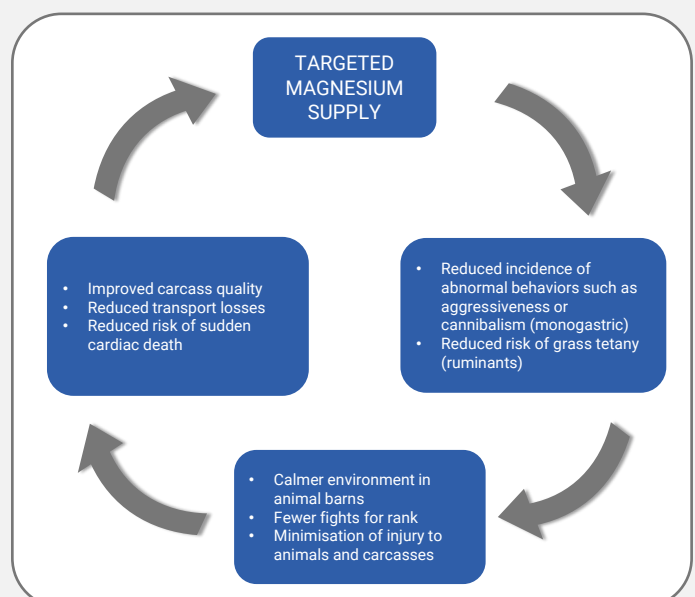 TARGETED
MAGNESIUM
SUPPLY
• Reduced incidence of
abnormal behaviors such as
aggressiveness or
cannibalism (monogastric)
• Reduced risk of grass tetany
(ruminants)
• Calmer environment in
animal barns
• Fewer fights for rank
• Minimisation of injury to
animals and carcasses
• Improved carcass quality
• Reduced transport losses
• Reduced risk of sudden
cardiac death